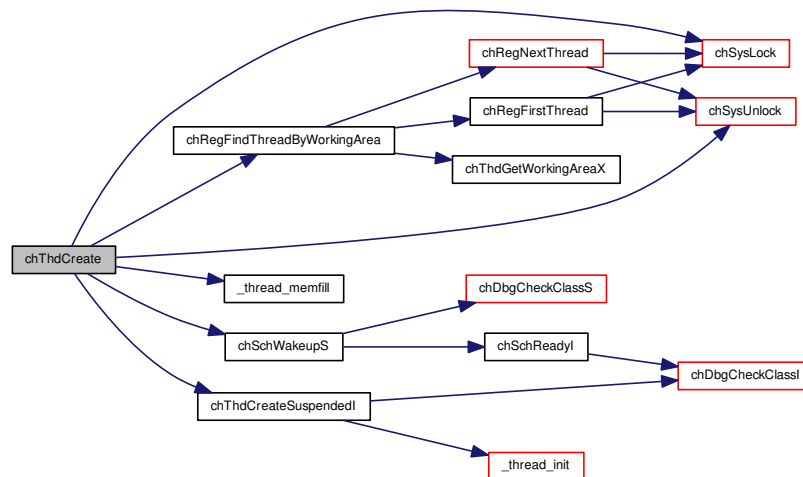 chRegNextThread
chSysLock
chRegFirstThread
chSysUnlock
chRegFindThreadByWorkingArea
chThdGetWorkingAreaX
chThdCreate
_thread_memfill
chDbgCheckClassS
chSchWakeupS
chSchReadyI
chDbgCheckClassI
chThdCreateSuspendedI
_thread_init